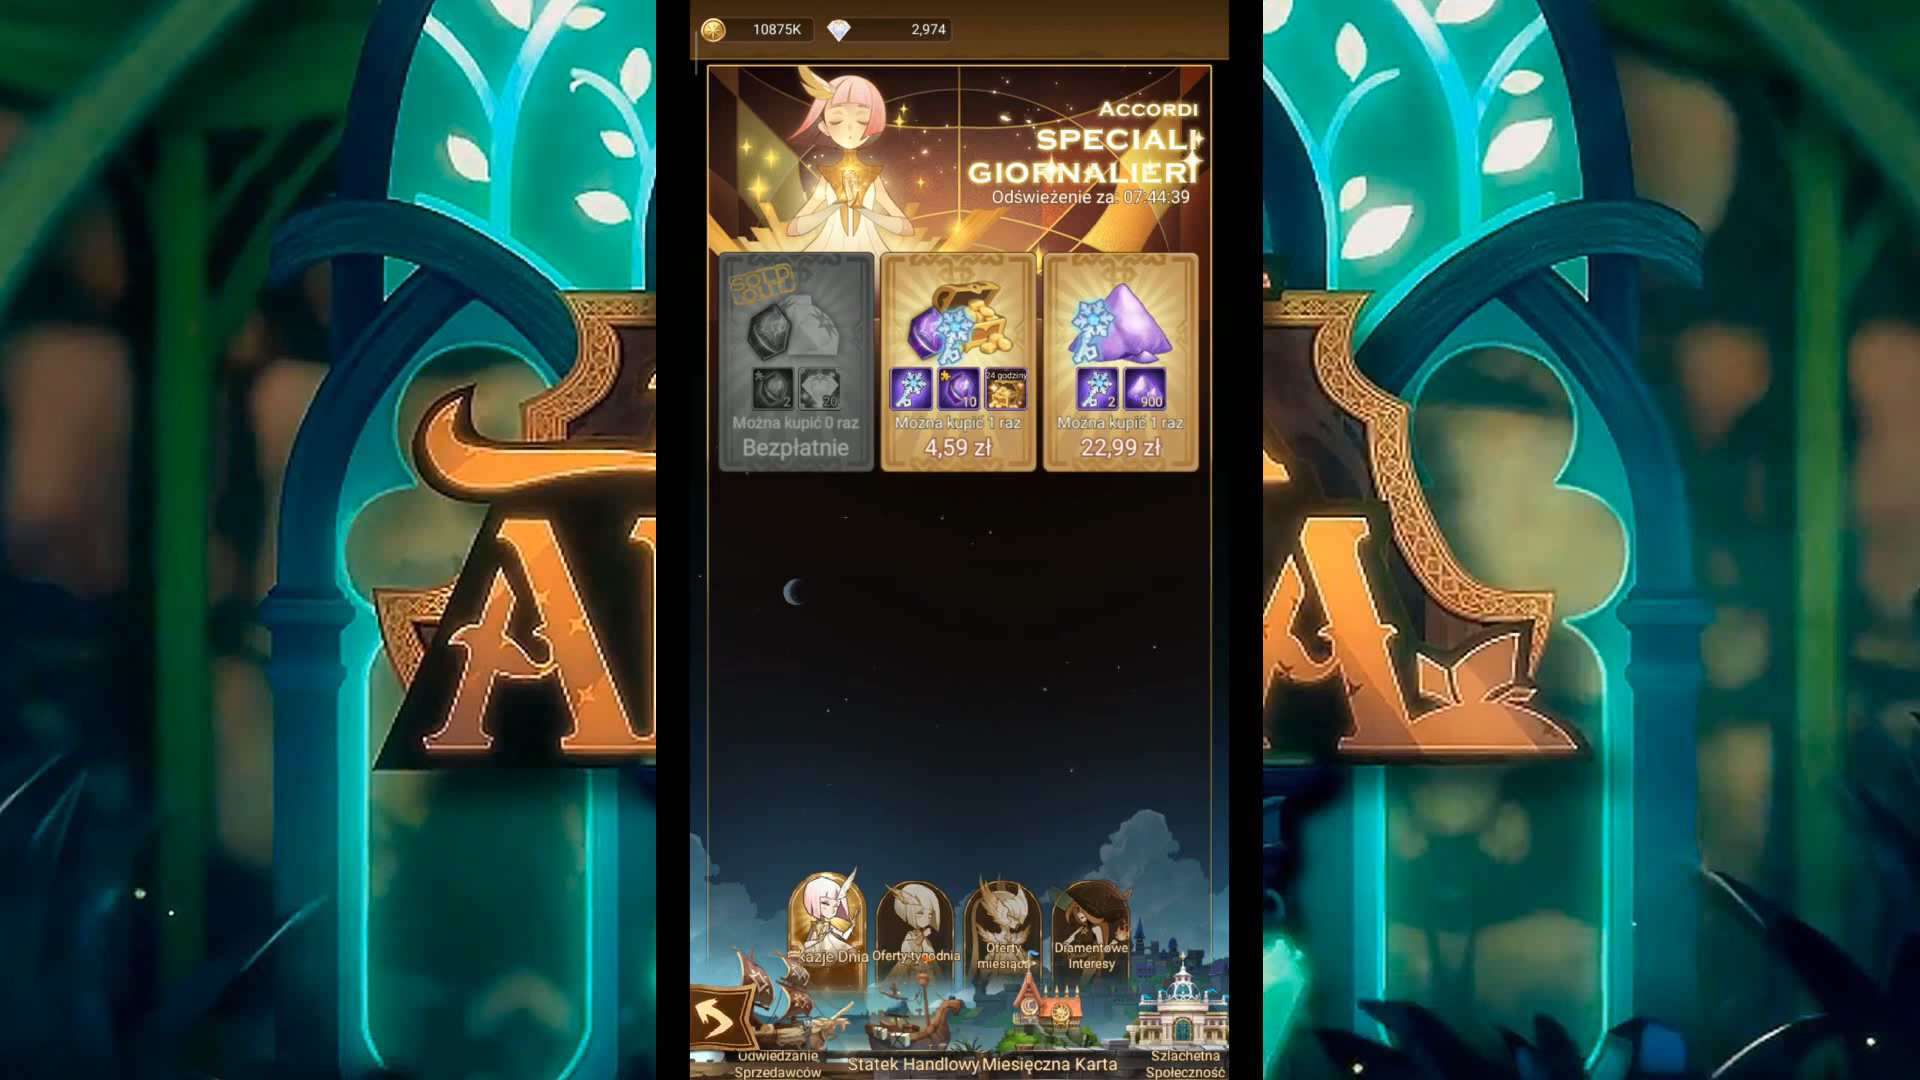 10875K
2,974
ACCORDI
SPECIALI
GIORNALIERI
Odświeżenie za: 07:44:39
SOLD
OUT
24 godziny
2
20
10
2
900
Można kupić 0 raz
Można kupić 1 raz
Można kupić 1 raz
Bezpłatnie
4,59 zł
22,99 zł
Dnia
Oferty tygodnia
Oferty
miesiąca
Diamentowe
Interesy
Odwiedzanie
Sprzedawców
Statek Handlowy
Miesięczna Karta
Szlachetna
Społeczność
A
A